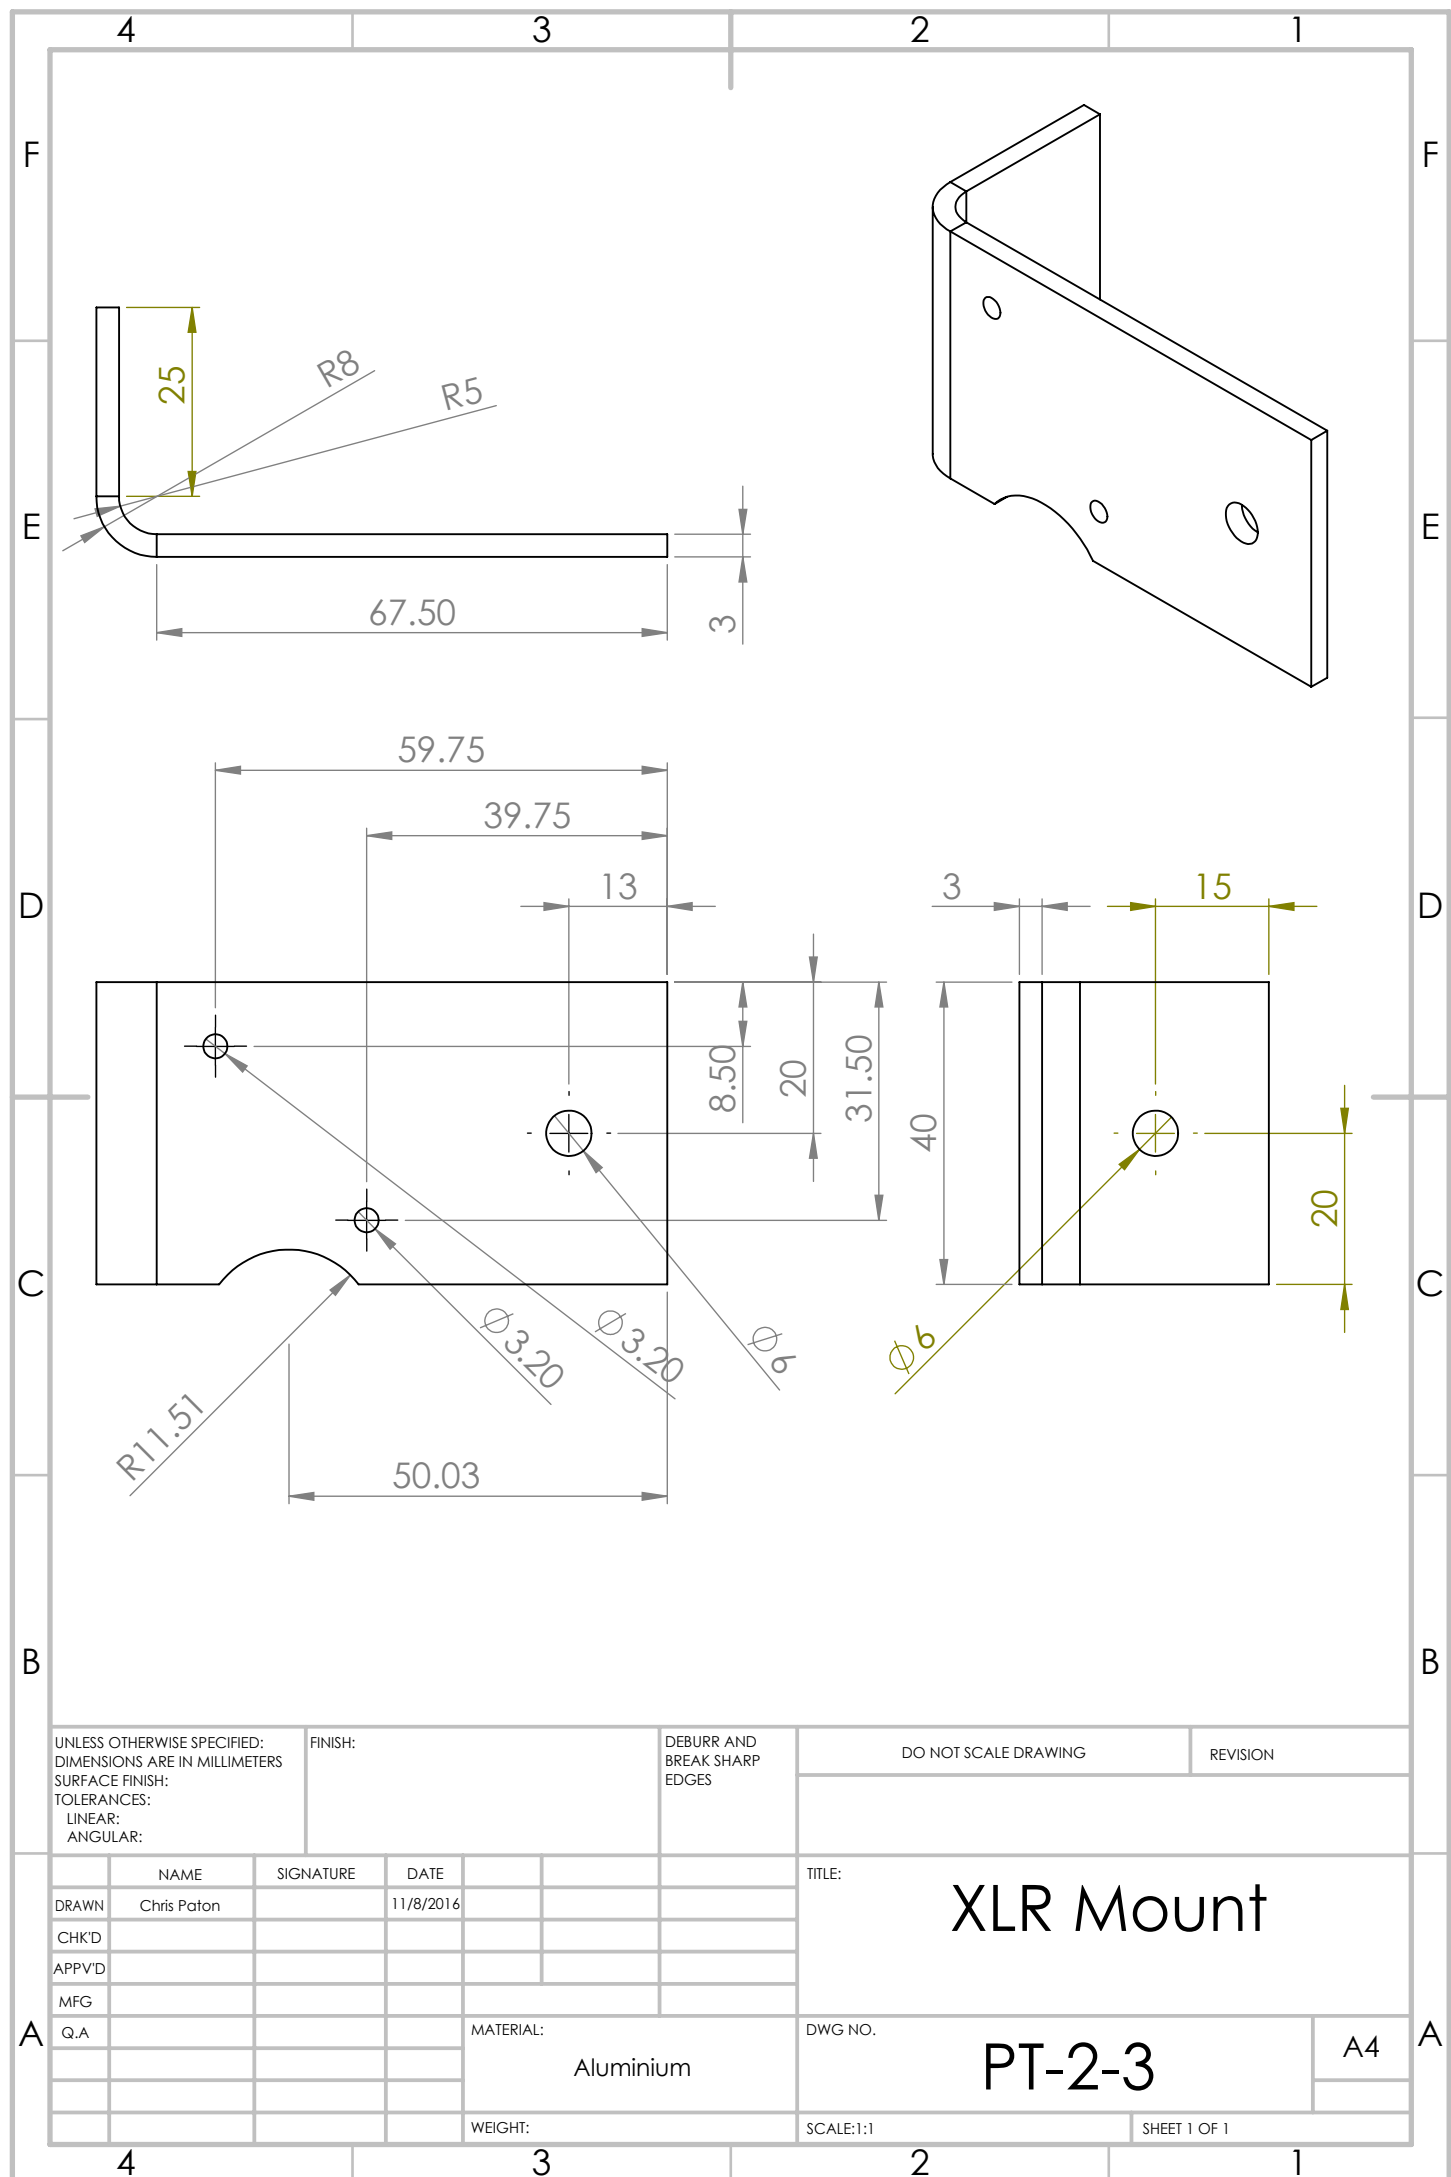 4 3 2 1
F F
25
R8
R5
E E
67.50
3
59.75
39.75
13
3
15
D D
8.50
20
31.50
40
20
C C
Ø3.20
Ø3.20
Ø6
Ø6
R11.51
50.03
B B
UNLESS OTHERWISE SPECIFIED:
DIMENSIONS ARE IN MILLIMETERS
SURFACE FINISH:
TOLERANCES:
LINEAR:
ANGULAR:
FINISH:
DEBURR AND
BREAK SHARP
EDGES
DO NOT SCALE DRAWING
REVISION
NAME SIGNATURE DATE
DRAWN Chris Paton 11/8/2016
CHK'D
APPV'D
MFG
Q.A
TITLE:
XLR Mount
A A
MATERIAL:
Aluminium
DWG NO.
PT-2-3
A4
WEIGHT:
SCALE:1:1
SHEET 1 OF 1
4 3 2 1